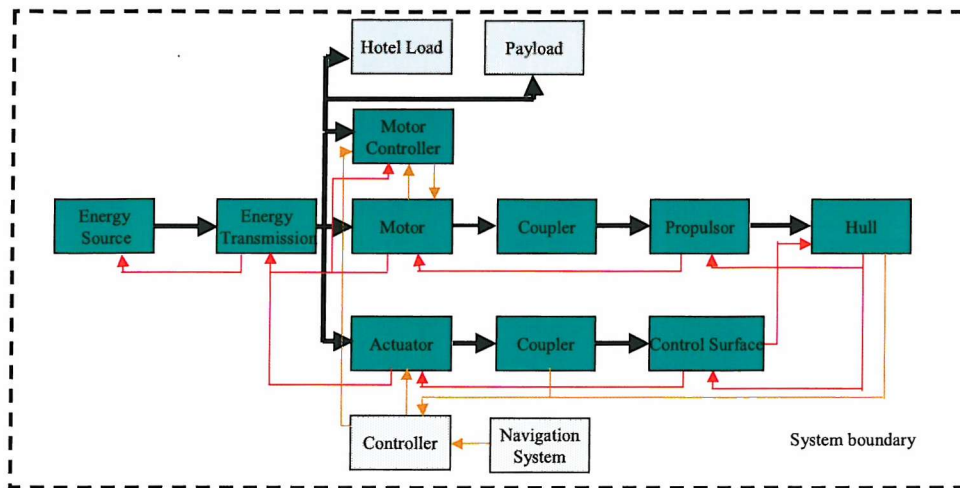 Hotel Load
Payload
Motor
Controller
Energy
Source
Energy
Transmission
Motor
Coupler
Propulsor
Hull
Actuator
Coupler
Control Surface
Controller
Navigation
System
System boundary